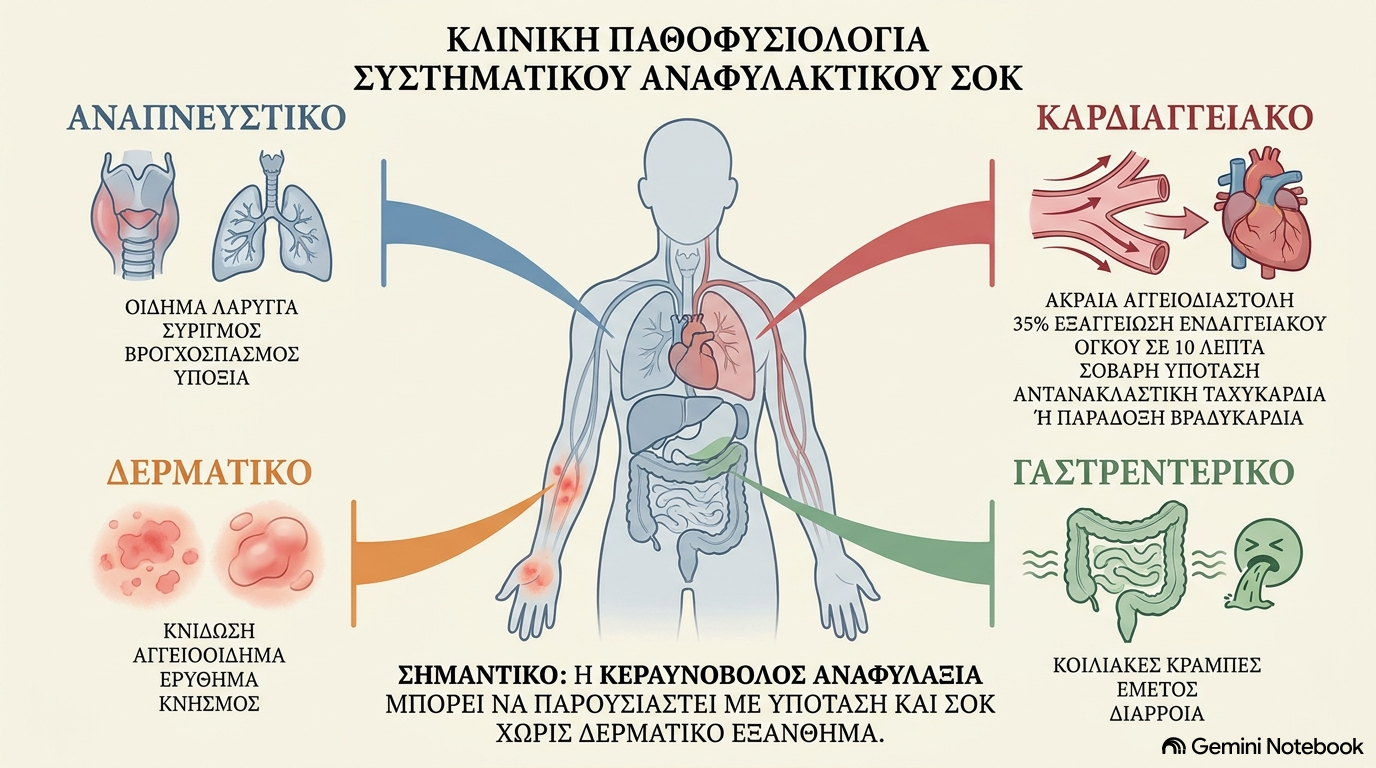 ΚΛΙΝΙΚΗ ΠΑΘΟΦΥΣΙΟΛΟΓΙΑ
ΣΥΣΤΗΜΑΤΙΚΟΥ ΑΝΑΦΥΛΑΚΤΙΚΟΥ ΣΟΚ
ΑΝΑΠΝΕΥΣΤΙΚΟ
ΟΙΔΗΜΑ ΛΑΡΥΓΓΑ
ΣΥΡΙΓΜΟΣ
ΒΡΟΓΧΟΣΠΑΣΜΟΣ
ΥΠΟΞΙΑ
ΚΑΡΔΙΑΓΓΕΙΑΚΟ
ΑΚΡΑΙΑ ΑΓΓΕΙΟΔΙΑΣΤΟΛΗ
35% ΕΞΑΓΓΕΙΩΣΗ ΕΝΔΑΓΓΕΙΑΚΟΥ
ΟΓΚΟΥ ΣΕ 10 ΛΕΠΤΑ
ΣΟΒΑΡΗ ΥΠΟΤΑΣΗ
ΑΝΤΑΝΑΚΛΑΣΤΙΚΗ ΤΑΧΥΚΑΡΔΙΑ
Ή ΠΑΡΑΔΟΞΗ ΒΡΑΔΥΚΑΡΔΙΑ
ΔΕΡΜΑΤΙΚΟ
ΚΝΙΔΩΣΗ
ΑΓΓΕΙΟΟΙΔΗΜΑ
ΕΡΥΘΗΜΑ
ΚΝΗΣΜΟΣ
ΓΑΣΤΡΕΝΤΕΡΙΚΟ
ΚΟΙΛΙΑΚΕΣ ΚΡΑΜΠΕΣ
ΕΜΕΤΟΣ
ΔΙΑΡΡΟΙΑ
ΣΗΜΑΝΤΙΚΟ: Η ΚΕΡΑΥΝΟΒΟΛΟΣ ΑΝΑΦΥΛΑΞΙΑ
ΜΠΟΡΕΙ ΝΑ ΠΑΡΟΥΣΙΑΣΤΕΙ ΜΕ ΥΠΟΤΑΣΗ ΚΑΙ ΣΟΚ
ΧΩΡΙΣ ΔΕΡΜΑΤΙΚΟ ΕΞΑΝΘΗΜΑ.
Gemini Notebook